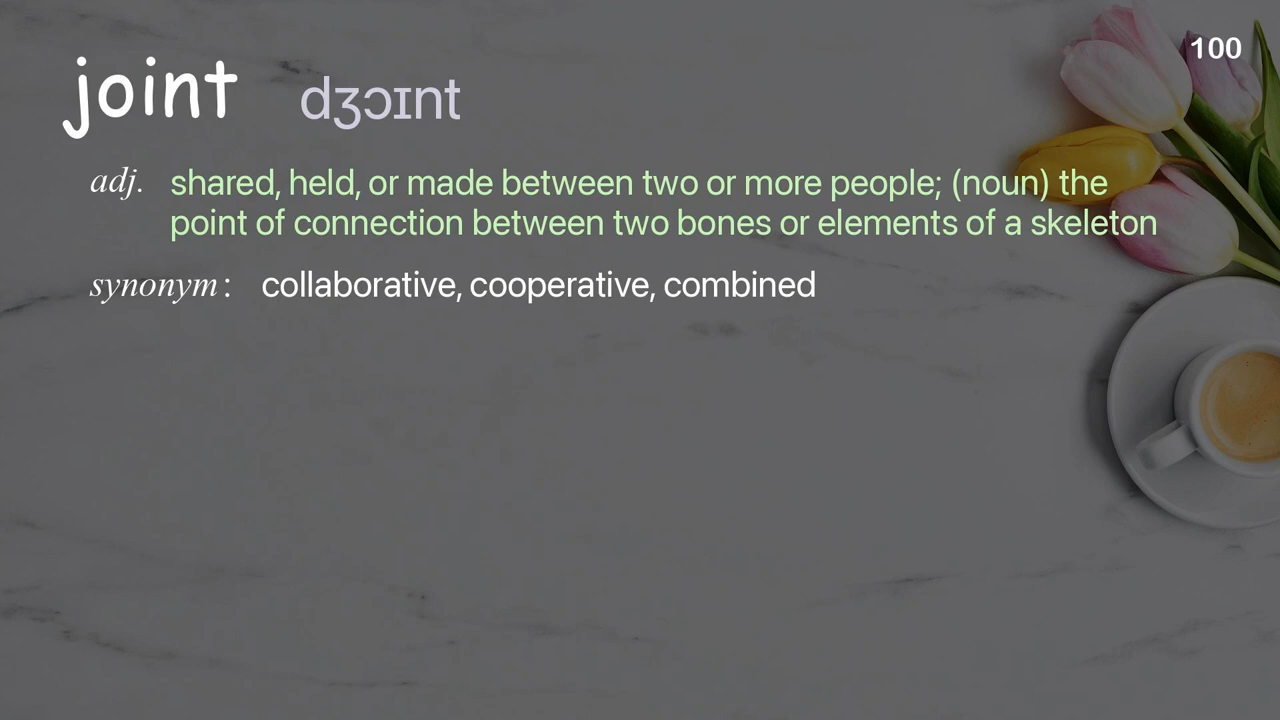 100
joint dʒɔɪnt
adj. shared, held, or made between two or more people; (noun) the
point of connection between two bones or elements of a skeleton
synonym : collaborative, cooperative, combined